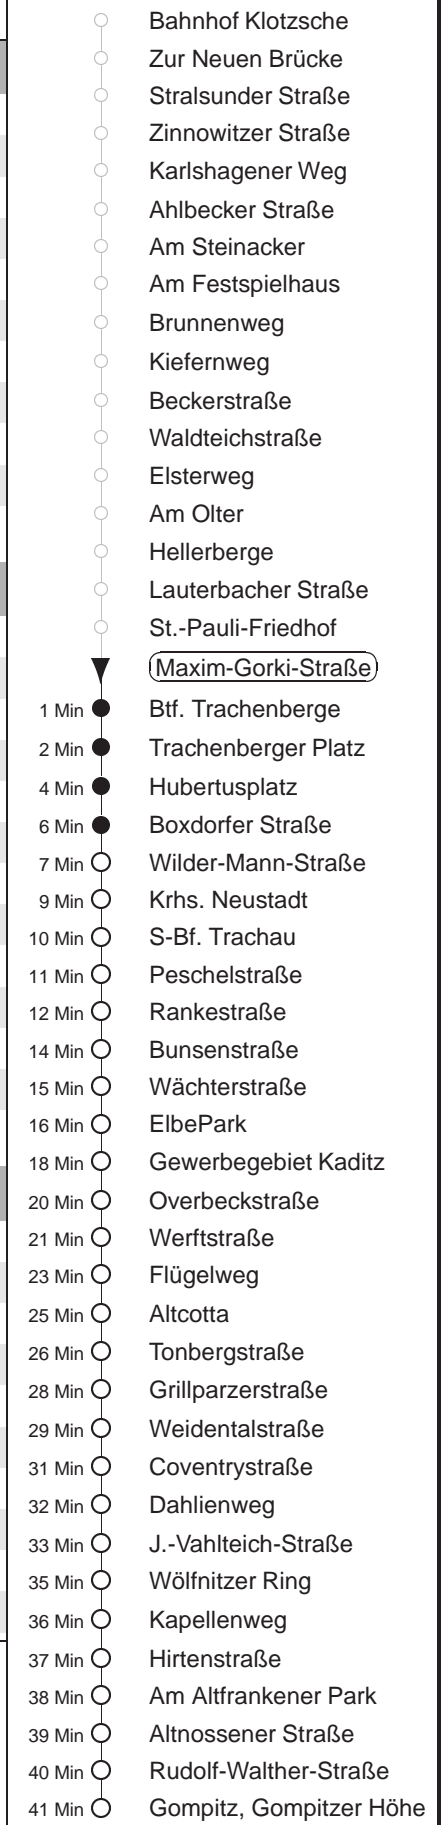 Bahnhof Klotzsche
Zur Neuen Brücke
Stralsunder Straße
Zinnowitzer Straße
Karlshagener Weg
Ahlbecker Straße
Am Steinacker
Am Festspielhaus
Brunnenweg
Kiefernweg
Beckerstraße
Waldteichstraße
Elsterweg
Am Olter
Hellerberge
Lauterbacher Straße
St.-Pauli-Friedhof
Maxim-Gorki-Straße
1 Min Btf. Trachenberge
2 Min Trachenberger Platz
4 Min Hubertusplatz
6 Min Boxdorfer Straße
7 Min Wilder-Mann-Straße
9 Min Krhs. Neustadt
10 Min S-Bf. Trachau
11 Min Peschelstraße
12 Min Rankestraße
14 Min Bunsenstraße
15 Min Wächterstraße
16 Min ElbePark
18 Min Gewerbegebiet Kaditz
20 Min Overbeckstraße
21 Min Werftstraße
23 Min Flügelweg
25 Min Altcotta
26 Min Tonbergstraße
28 Min Grillparzerstraße
29 Min Weidentalstraße
31 Min Coventrystraße
32 Min Dahlienweg
33 Min J.-Vahlteich-Straße
35 Min Wölfnitzer Ring
36 Min Kapellenweg
37 Min Hirtenstraße
38 Min Am Altfrankener Park
39 Min Altnossener Straße
40 Min Rudolf-Walther-Straße
41 Min Gompitz, Gompitzer Höhe